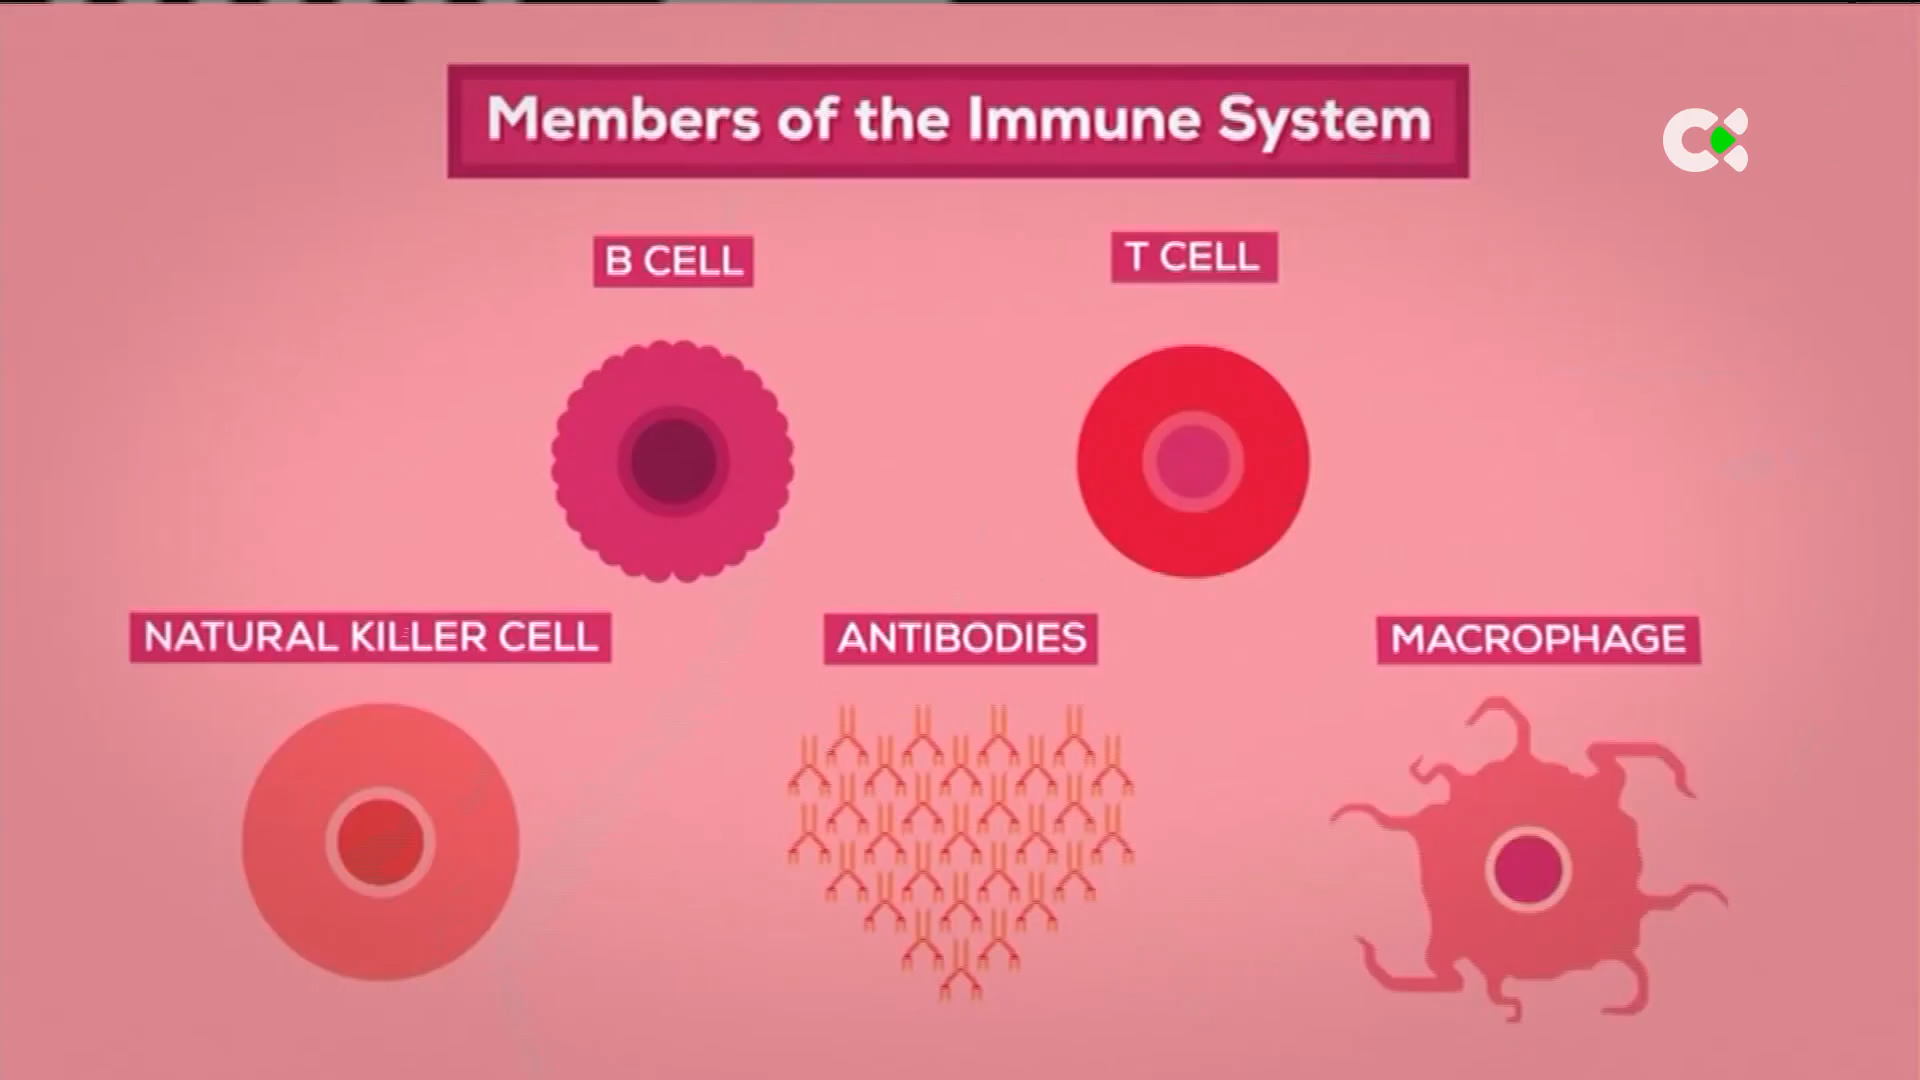 Members of the Immune System
B CELL
T CELL
NATURAL KILLER CELL
ANTIBODIES
MACROPHAGE